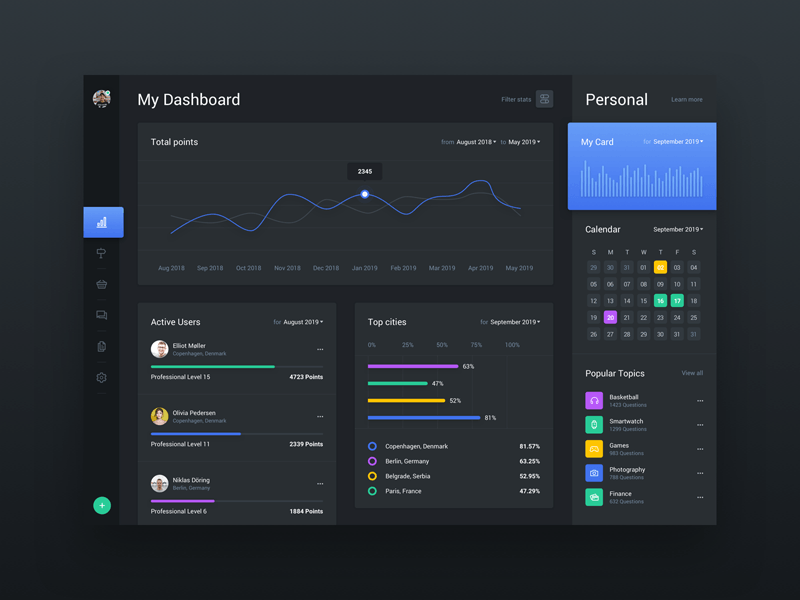 My Dashboard
Filter stats
Total points
from August 2018 to May 2019
2345
Aug 2018 Sep 2018 Oct 2018 Nov 2018 Dec 2018 Jan 2019 Feb 2019 Mar 2019 Apr 2019 May 2019
Active Users
for August 2019
Elliot Møller
Copenhagen, Denmark
Professional Level 15 4723 Points
Olivia Pedersen
Copenhagen, Denmark
Professional Level 11 2339 Points
Niklas Döring
Berlin, Germany
Professional Level 6 1884 Points
Top cities
for September 2019
0% 25% 50% 75% 100%
63%
47%
52%
81%
Copenhagen, Denmark 81.57%
Berlin, Germany 63.25%
Belgrade, Serbia 52.95%
Paris, France 47.29%
Personal
Learn more
My Card
for September 2019
Calendar
September 2019
S M T W T F S
29 30 31 01 02 03 04
05 06 07 08 09 10 11
12 13 14 15 16 17 18
19 20 21 22 23 24 25
26 27 28 29 30 31 31
Popular Topics
View all
Basketball
1423 Questions
Smartwatch
1299 Questions
Games
983 Questions
Photography
788 Questions
Finance
632 Questions